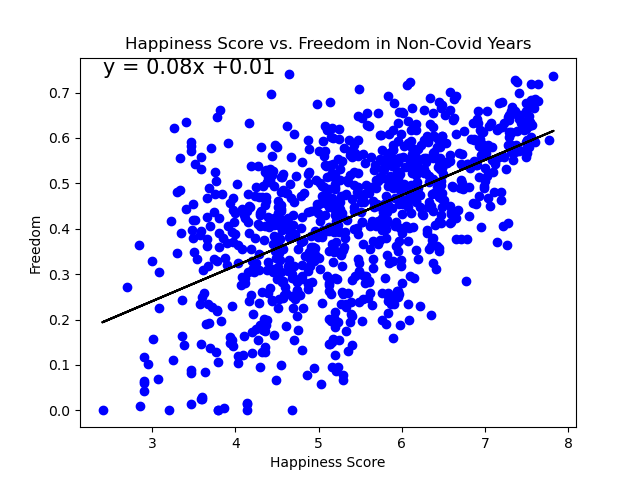 Happiness Score vs. Freedom in Non-Covid Years
y = 0.08x +0.01
0.7
0.6
0.5
0.4
0.3
0.2
0.1
0.0
Freedom
3 4 5 6 7 8
Happiness Score